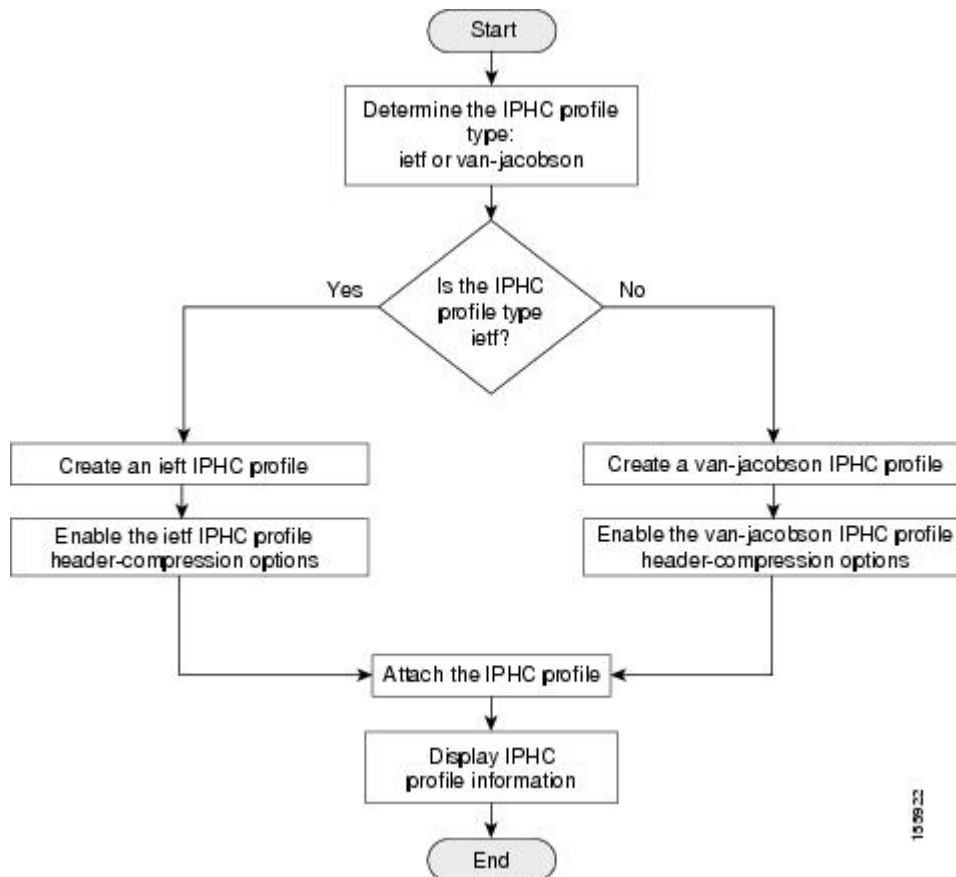 Start
Determine the IPHC profile
type:
ietf or van-jacobson
Is the IPHC
profile type
ietf?
Yes
No
Create an ieft IPHC profile
Create a van-jacobson IPHC profile
Enable the ietf IPHC profile
header-compression options
Enable the van-jacobson IPHC profile
header-compression options
Attach the IPHC profile
Display IPHC
profile information
End